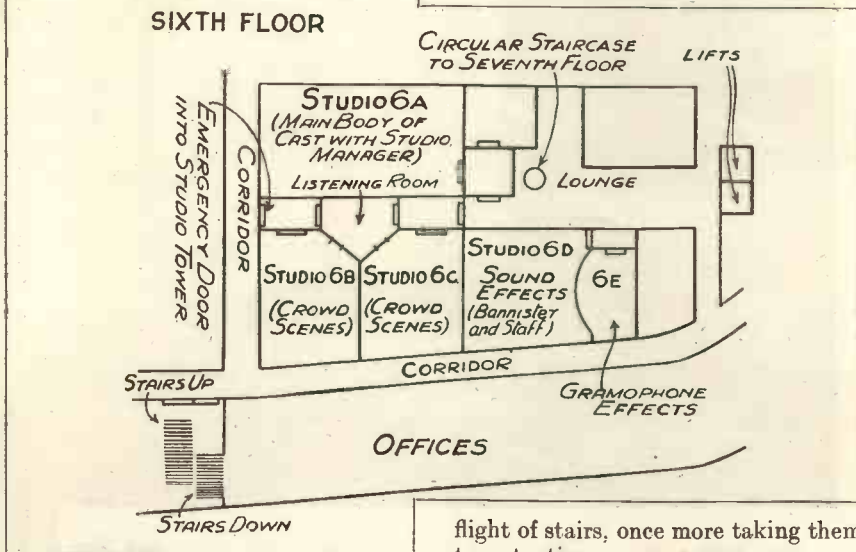 SIXTH FLOOR
CIRCULAR STAIRCASE
TO SEVENTH FLOOR
LIFTS
EMERGENCY DOOR
INTO STUDIO TOWER
CORRIDOR
STUDIO 6A
(MAIN BODY OF
CAST WITH STUDIO
MANAGER)
LISTENING ROOM
LOUNGE
STUDIO 6B
(CROWD
SCENES)
STUDIO 6C
(CROWD
SCENES)
STUDIO 6D
SOUND
EFFECTS
(Bannister
and Staff)
6E
CORRIDOR
STAIRS UP
GRAMOPHONE
EFFECTS
OFFICES
STAIRS DOWN
flight of stairs, once more taking them